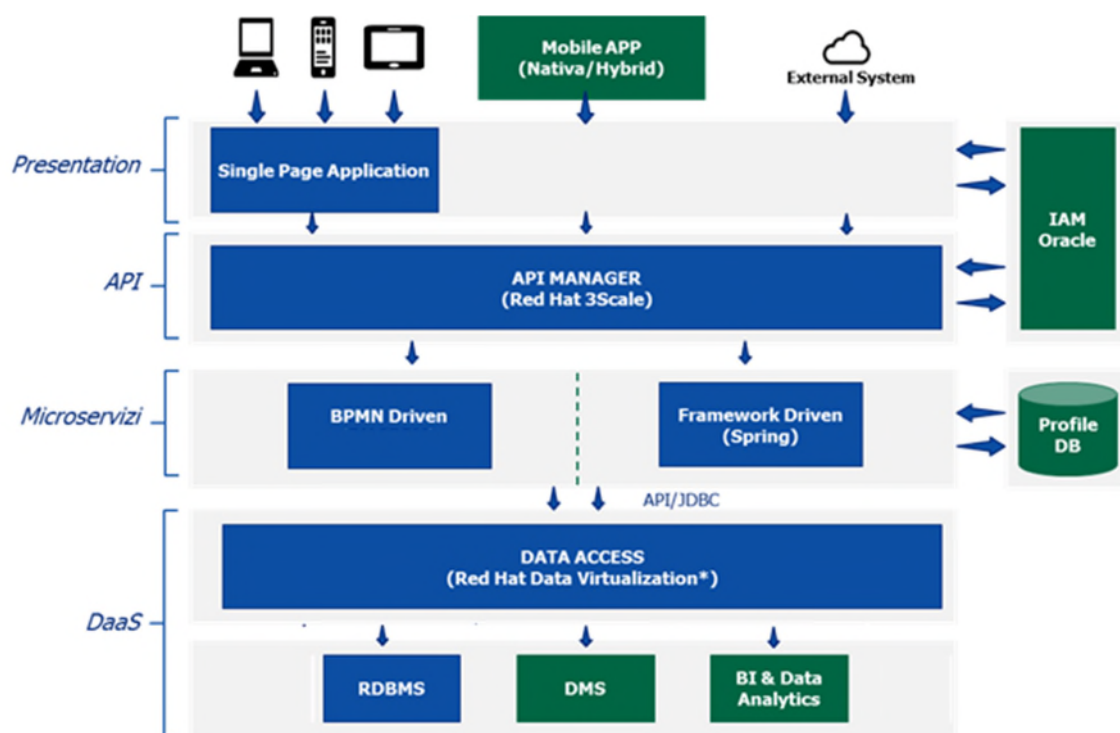 Mobile APP
(Nativa/Hybrid)
External System
Presentation
Single Page Application
IAM
Oracle
API
API MANAGER
(Red Hat 3Scale)
Microservizi
BPMN Driven
Framework Driven
(Spring)
Profile
DB
API/JDBC
DaaS
DATA ACCESS
(Red Hat Data Virtualization*)
RDBMS
DMS
BI & Data
Analytics